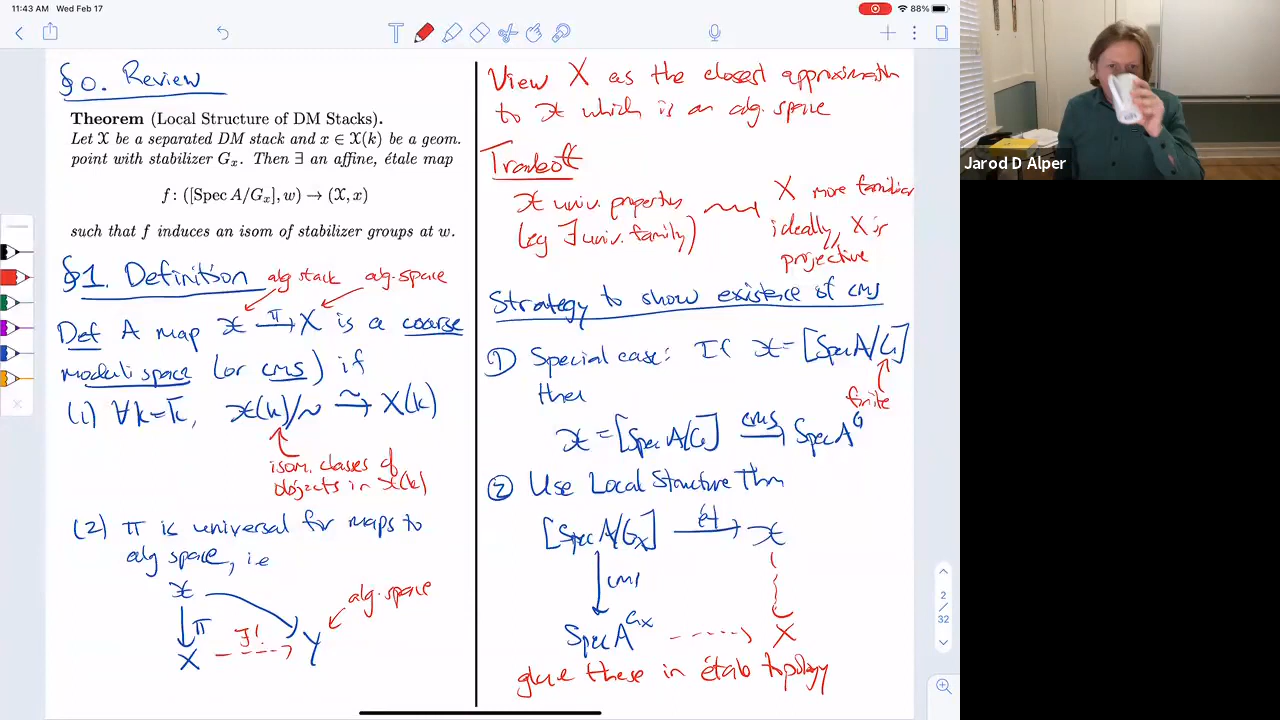 11:43 AM Wed Feb 17
88%
§0. Review
Theorem (Local Structure of DM Stacks).
Let 𝒳 be a separated DM stack and x ∈ 𝒳(k) be a geom.
point with stabilizer G_x. Then ∃ an affine, étale map
f: ([Spec A/G_x], w) → (𝒳, x)
such that f induces an isom of stabilizer groups at w.
§1. Definition
alg stack
alg. space
Def A map 𝒳 →π X is a coarse
moduli space (or cms) if
(1) ∀k=k̄, 𝒳(k)/~ →~ X(k)
isom. classes of
objects in 𝒳(k)
(2) π is universal for maps to
alg space, i.e
𝒳
alg. space
π
∃!
X
Y
View X as the closest approximatn
to 𝒳 which is an alg. space
Tradeoff
𝒳 univ. properties
(eg ∃ univ. family)
X more familiar
ideally, X is
projective
Strategy to show existence of cms
① Special case: If 𝒳 = [Spec A/G]
then
finite
𝒳 = [Spec A/G] →cms Spec A^G
② Use Local Structure Thm
[Spec A/G_x] →ét 𝒳
cms
Spec A^{G_x} ⇢ X
glue these in étale topology
2
/
32
Jarod D Alper